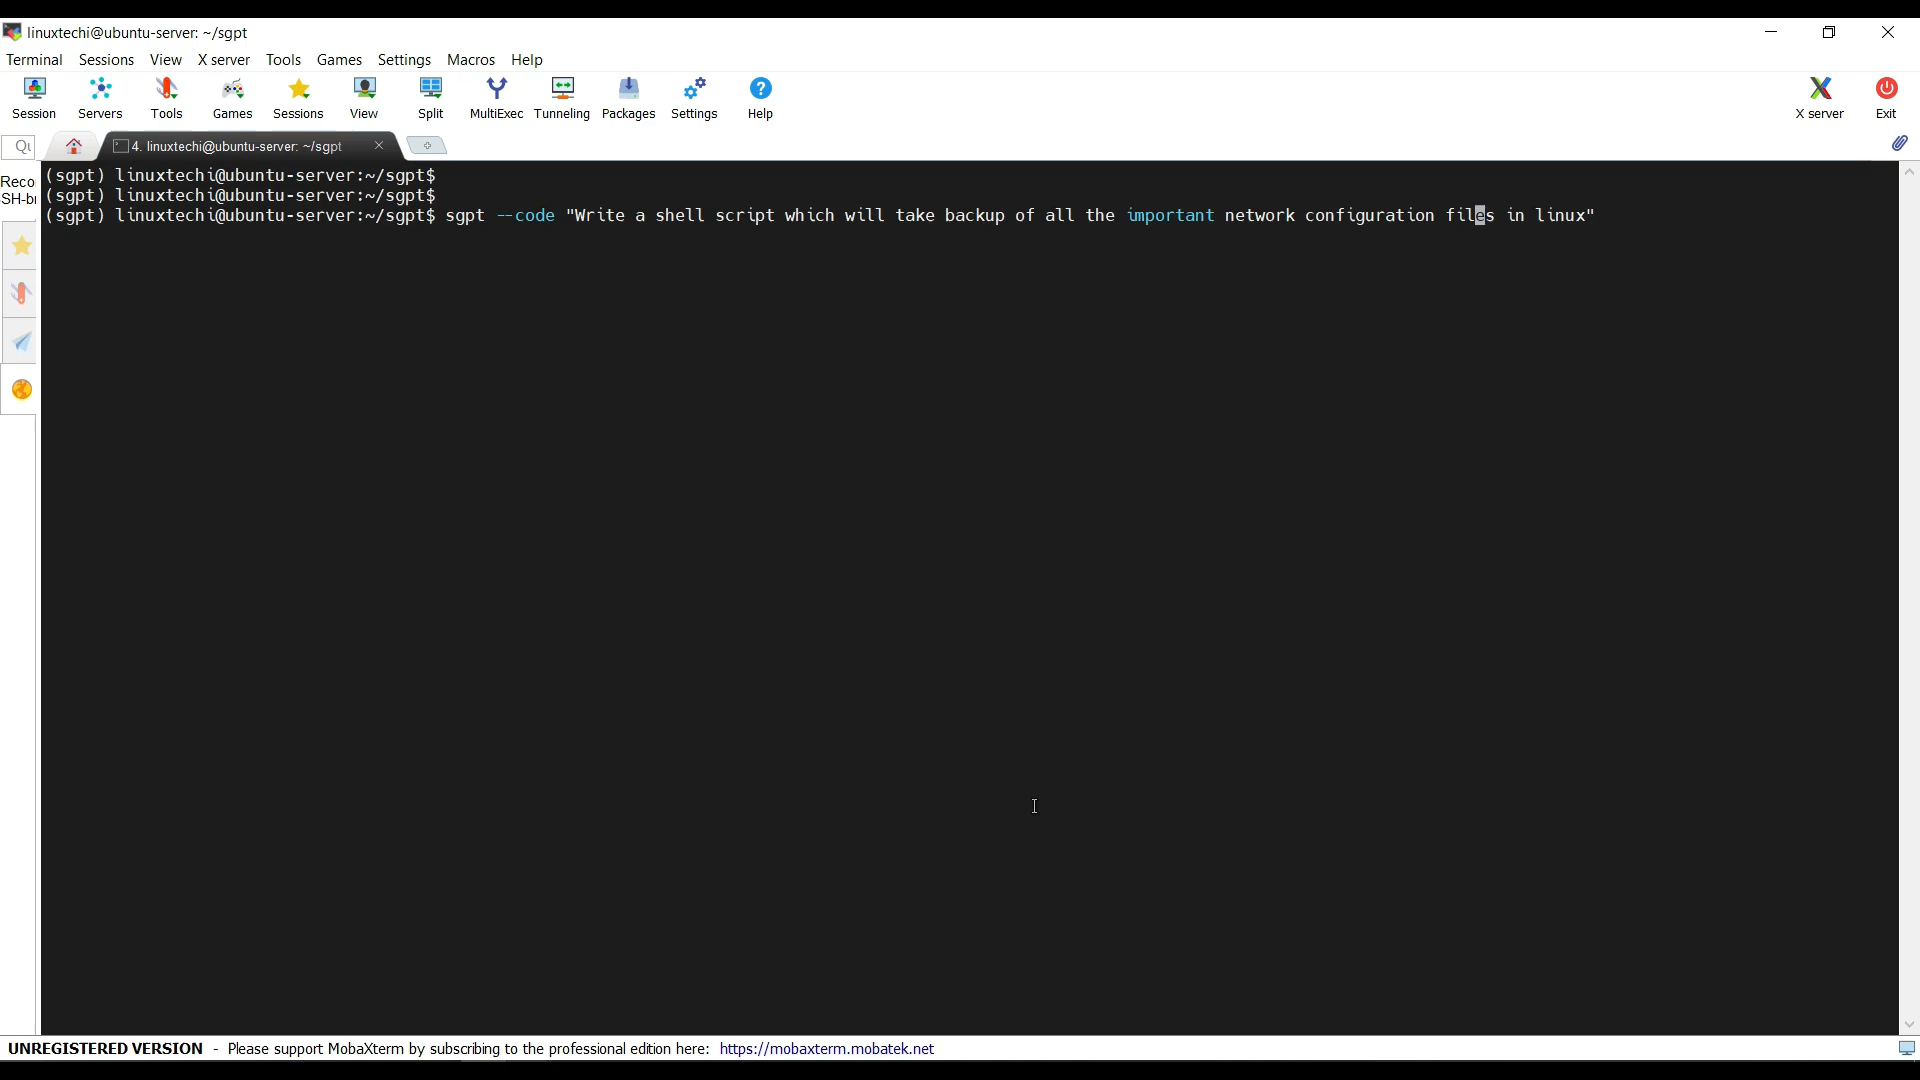 linuxtechi@ubuntu-server: ~/sgpt
Terminal Sessions View X server Tools Games Settings Macros Help
Session Servers Tools Games Sessions View Split MultiExec Tunneling Packages Settings Help X server Exit
4. linuxtechi@ubuntu-server: ~/sgpt
(sgpt) linuxtechi@ubuntu-server:~/sgpt$
(sgpt) linuxtechi@ubuntu-server:~/sgpt$
(sgpt) linuxtechi@ubuntu-server:~/sgpt$ sgpt --code "Write a shell script which will take backup of all the important network configuration files in linux"
UNREGISTERED VERSION - Please support MobaXterm by subscribing to the professional edition here: https://mobaxterm.mobatek.net